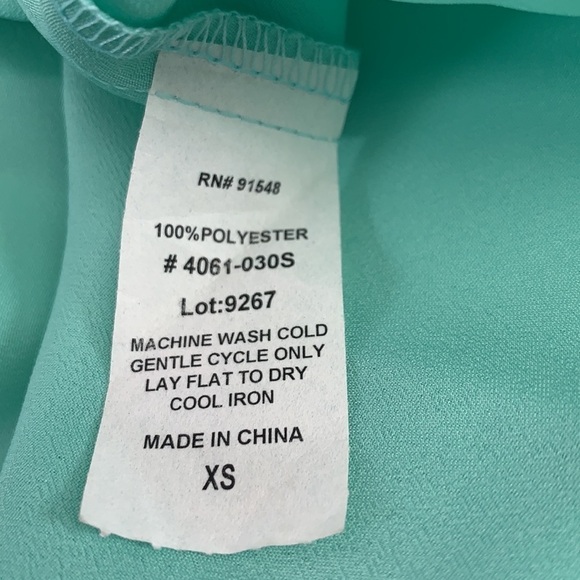 RN# 91548
100%POLYESTER
# 4061-030S
Lot:9267
MACHINE WASH COLD
GENTLE CYCLE ONLY
LAY FLAT TO DRY
COOL IRON
MADE IN CHINA
XS